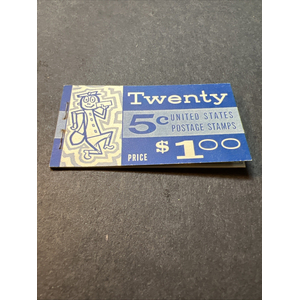 Twenty
5c UNITED STATES
POSTAGE STAMPS
PRICE $1.00